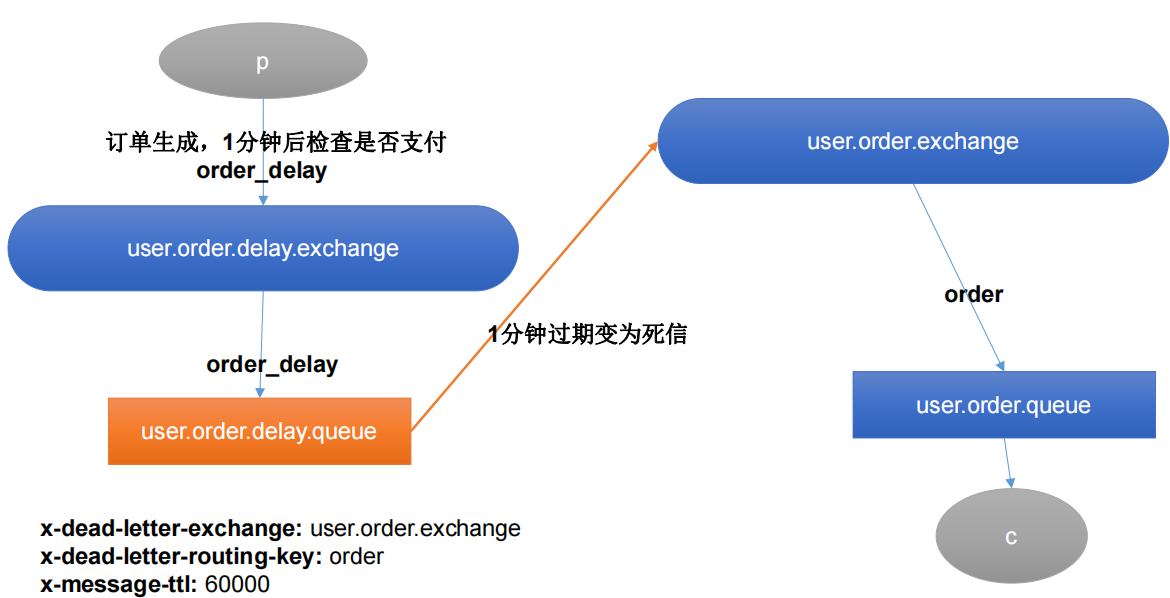 p
订单生成，1分钟后检查是否支付
order_delay
user.order.delay.exchange
order_delay
user.order.delay.queue
1分钟过期变为死信
user.order.exchange
order
user.order.queue
c
x-dead-letter-exchange: user.order.exchange
x-dead-letter-routing-key: order
x-message-ttl: 60000